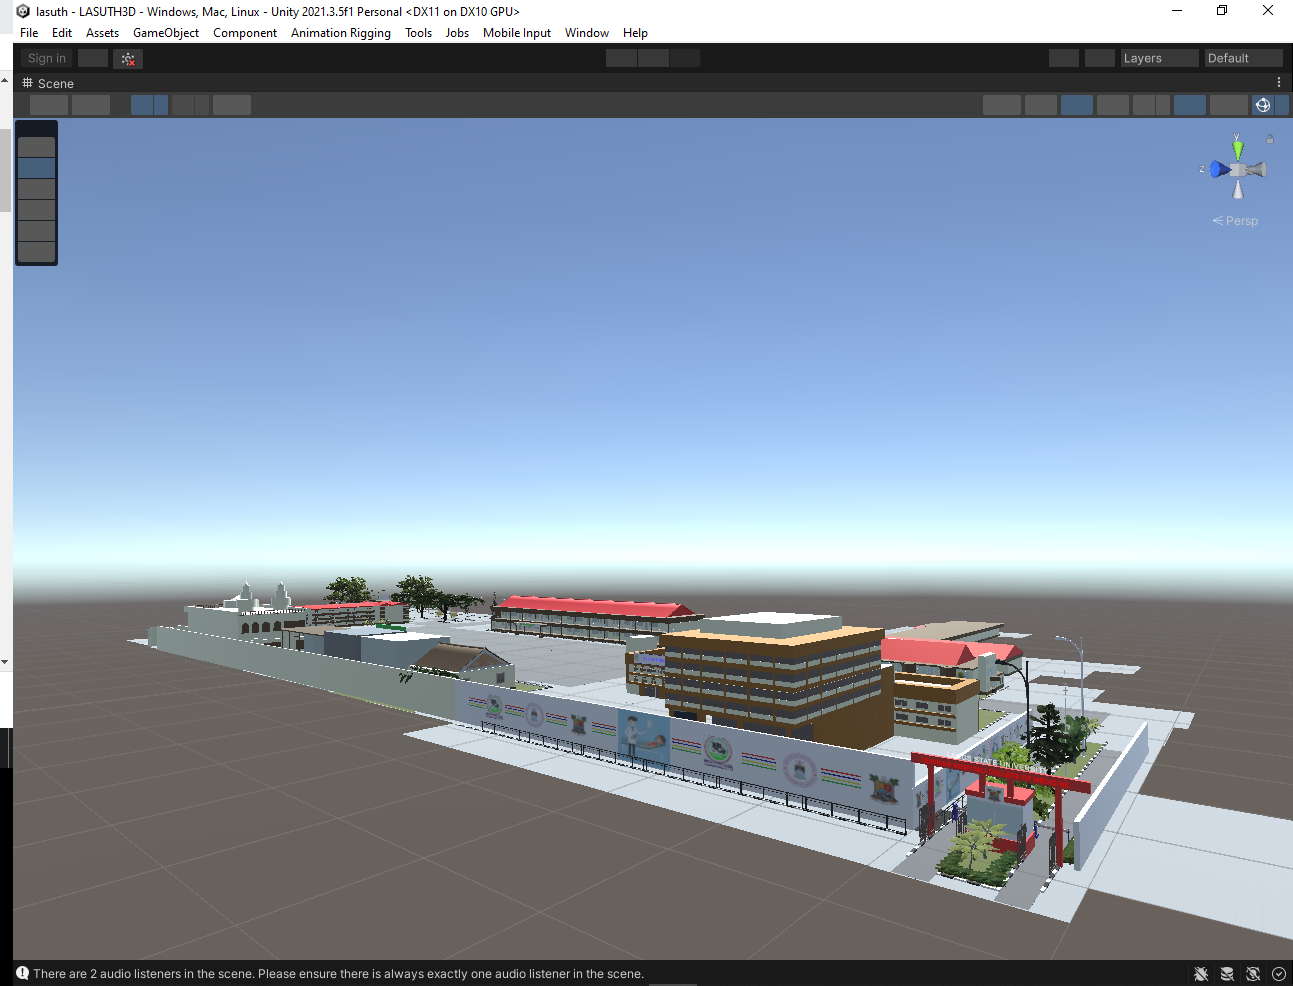 lasuth - LASUTH3D - Windows, Mac, Linux - Unity 2021.3.5f1 Personal <DX11 on DX10 GPU>
File Edit Assets GameObject Component Animation Rigging Tools Jobs Mobile Input Window Help
Sign in Layers Default
Scene
y
z
Persp
STATE UNIVERSITY
There are 2 audio listeners in the scene. Please ensure there is always exactly one audio listener in the scene.